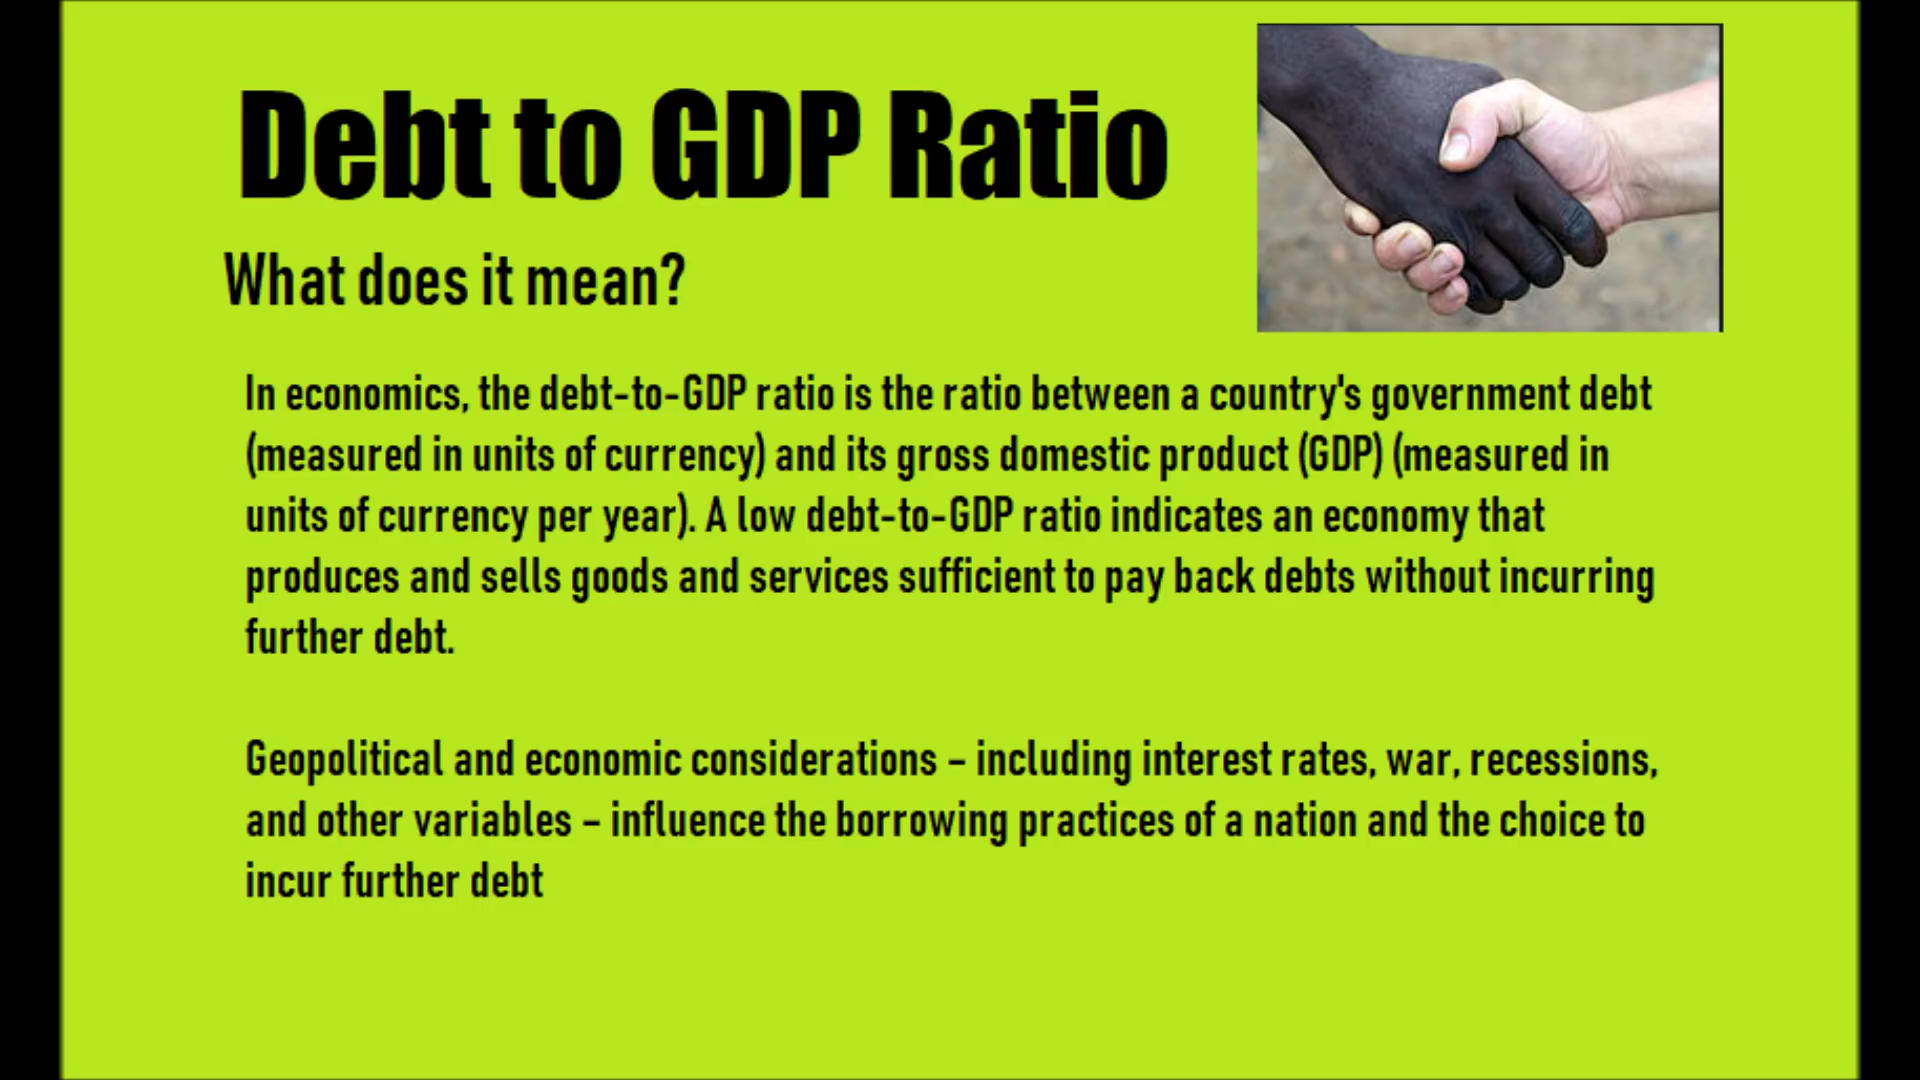 Debt to GDP Ratio
What does it mean?
In economics, the debt-to-GDP ratio is the ratio between a country's government debt
(measured in units of currency) and its gross domestic product (GDP) (measured in
units of currency per year). A low debt-to-GDP ratio indicates an economy that
produces and sells goods and services sufficient to pay back debts without incurring
further debt.
Geopolitical and economic considerations – including interest rates, war, recessions,
and other variables – influence the borrowing practices of a nation and the choice to
incur further debt